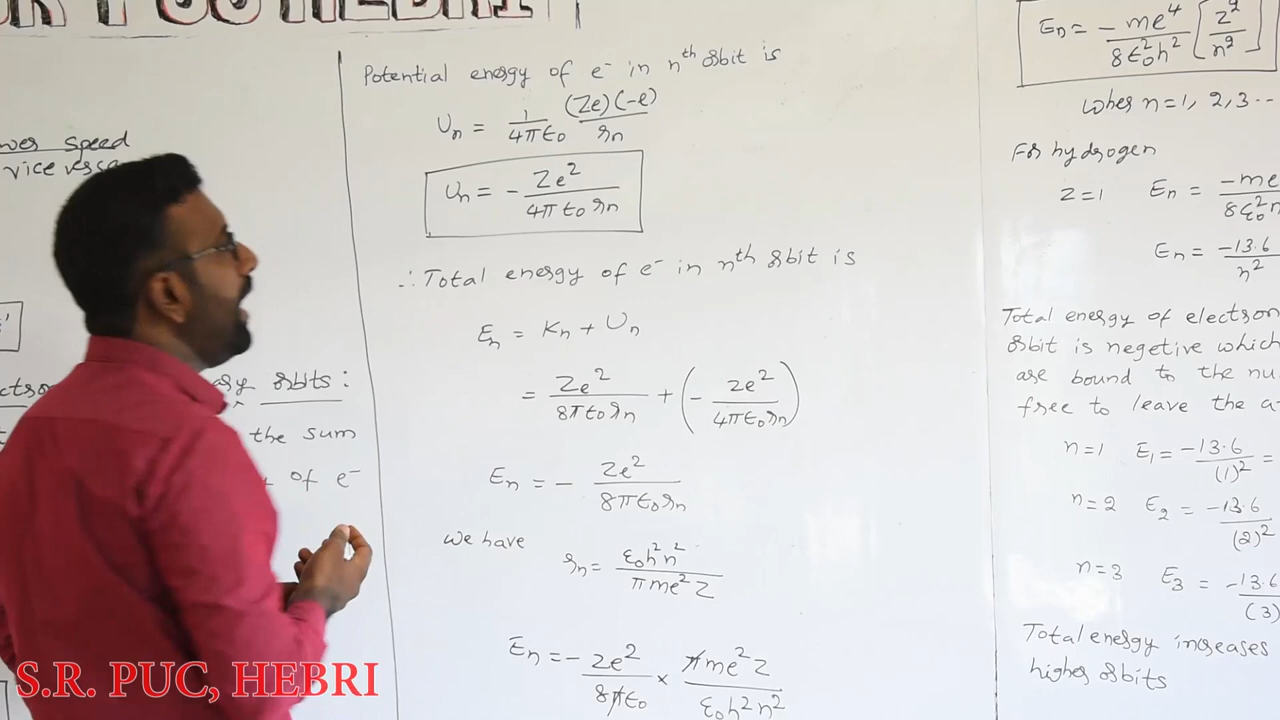 PUC HEBRI
wer speed
vice versa
ry orbits:
the sum
of e⁻
Potential energy of e⁻ in nᵗʰ orbit is
Uₙ = 1/4πε₀ (Ze)(-e)/rₙ
Uₙ = - Ze²/4πε₀rₙ
∴ Total energy of e⁻ in nᵗʰ orbit is
Eₙ = Kₙ + Uₙ
= Ze²/8πε₀rₙ + (- Ze²/4πε₀rₙ)
Eₙ = - Ze²/8πε₀rₙ
we have
rₙ = ε₀h²n²/πme²Z
Eₙ = - Ze²/8πε₀ × πme²Z/ε₀h²n²
Eₙ = -me⁴/8ε₀²h² [Z²/n²]
when n=1, 2,3--
For hydrogen
Z=1 Eₙ = -me
8ε₀²h
Eₙ = -13.6/n²
Total energy of electron
orbit is negetive which
are bound to the nu
free to leave the a
n=1 E₁ = -13.6/(1)² =
n=2 E₂ = -13.6/(2)²
n=3 E₃ = -13.6/(3)
Total energy increases
higher orbits
S.R. PUC, HEBRI